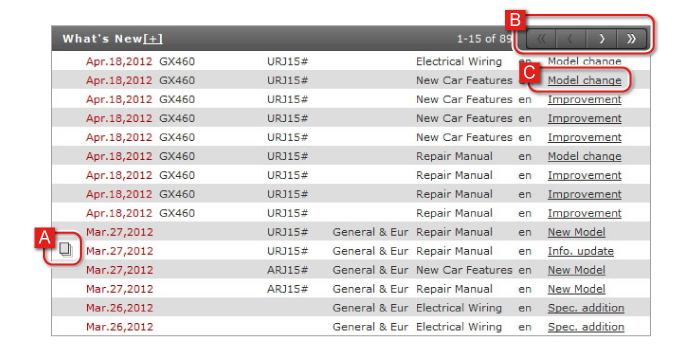 B
What's New[+] 1-15 of 89 « ‹ › »
Apr.18,2012 GX460 URJ15# Electrical Wiring en Model change
C
Apr.18,2012 GX460 URJ15# New Car Features Model change
Apr.18,2012 GX460 URJ15# New Car Features en Improvement
Apr.18,2012 GX460 URJ15# New Car Features en Improvement
Apr.18,2012 GX460 URJ15# New Car Features en Improvement
Apr.18,2012 GX460 URJ15# Repair Manual en Model change
Apr.18,2012 GX460 URJ15# Repair Manual en Improvement
Apr.18,2012 GX460 URJ15# Repair Manual en Improvement
Apr.18,2012 GX460 URJ15# Repair Manual en Improvement
A
Mar.27,2012 URJ15# General & Eur Repair Manual en New Model
Mar.27,2012 URJ15# General & Eur Repair Manual en Info. update
Mar.27,2012 ARJ15# General & Eur New Car Features en New Model
Mar.27,2012 ARJ15# General & Eur Repair Manual en New Model
Mar.26,2012 General & Eur Electrical Wiring en Spec. addition
Mar.26,2012 General & Eur Electrical Wiring en Spec. addition